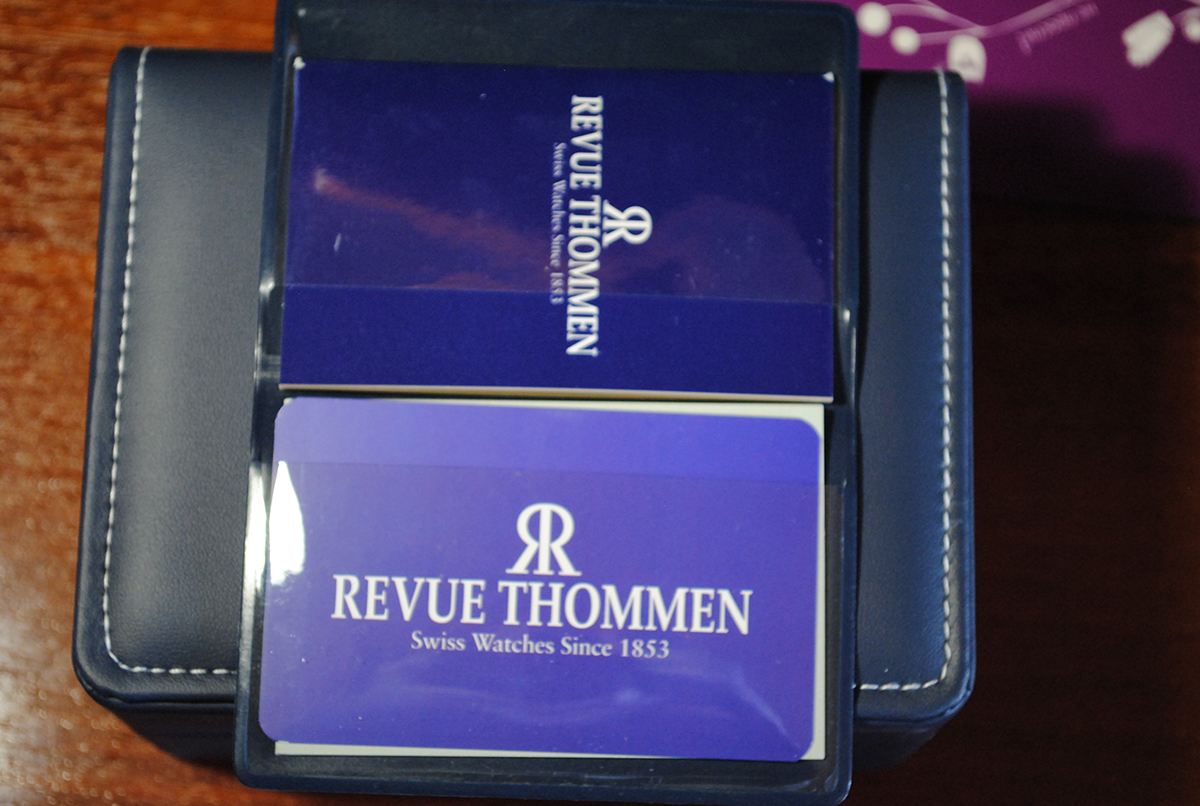 REVUE THOMMEN
Swiss Watches Since 1853
REVUE THOMMEN
Swiss Watches Since 1853